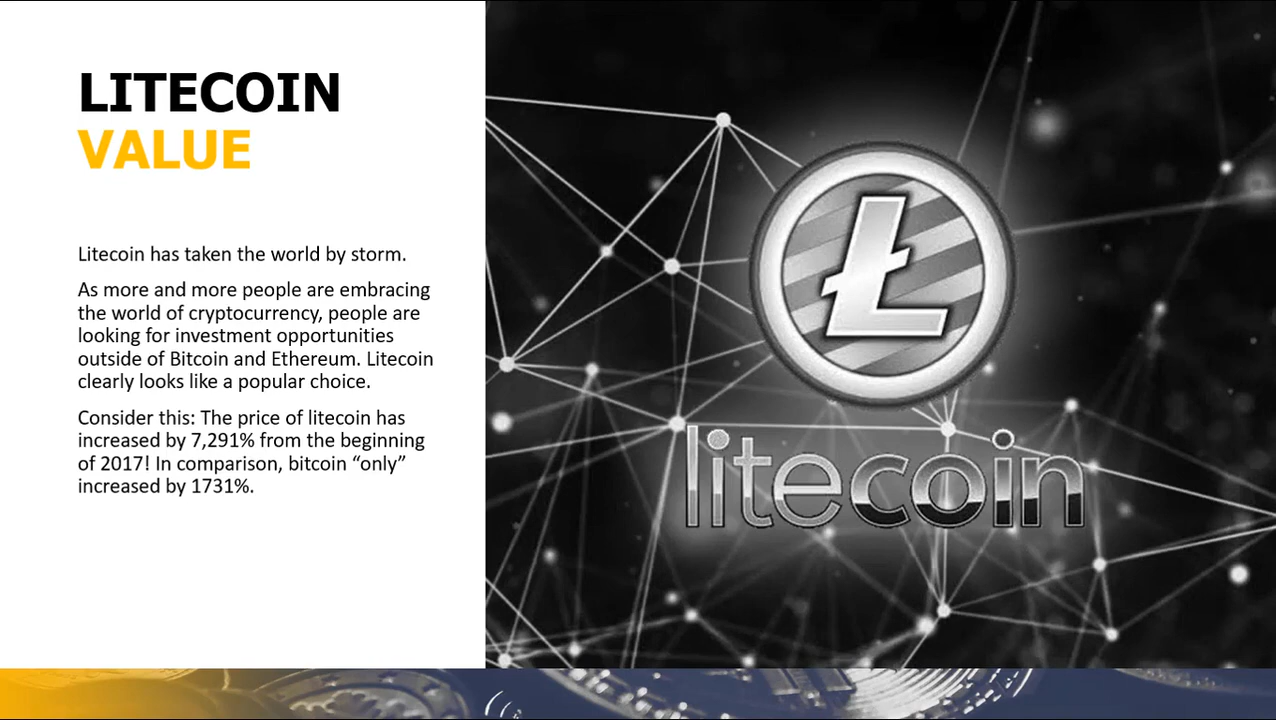 LITECOIN
VALUE
Litecoin has taken the world by storm.
As more and more people are embracing
the world of cryptocurrency, people are
looking for investment opportunities
outside of Bitcoin and Ethereum. Litecoin
clearly looks like a popular choice.
Consider this: The price of litecoin has
increased by 7,291% from the beginning
of 2017! In comparison, bitcoin “only”
increased by 1731%.
Ł
litecoin